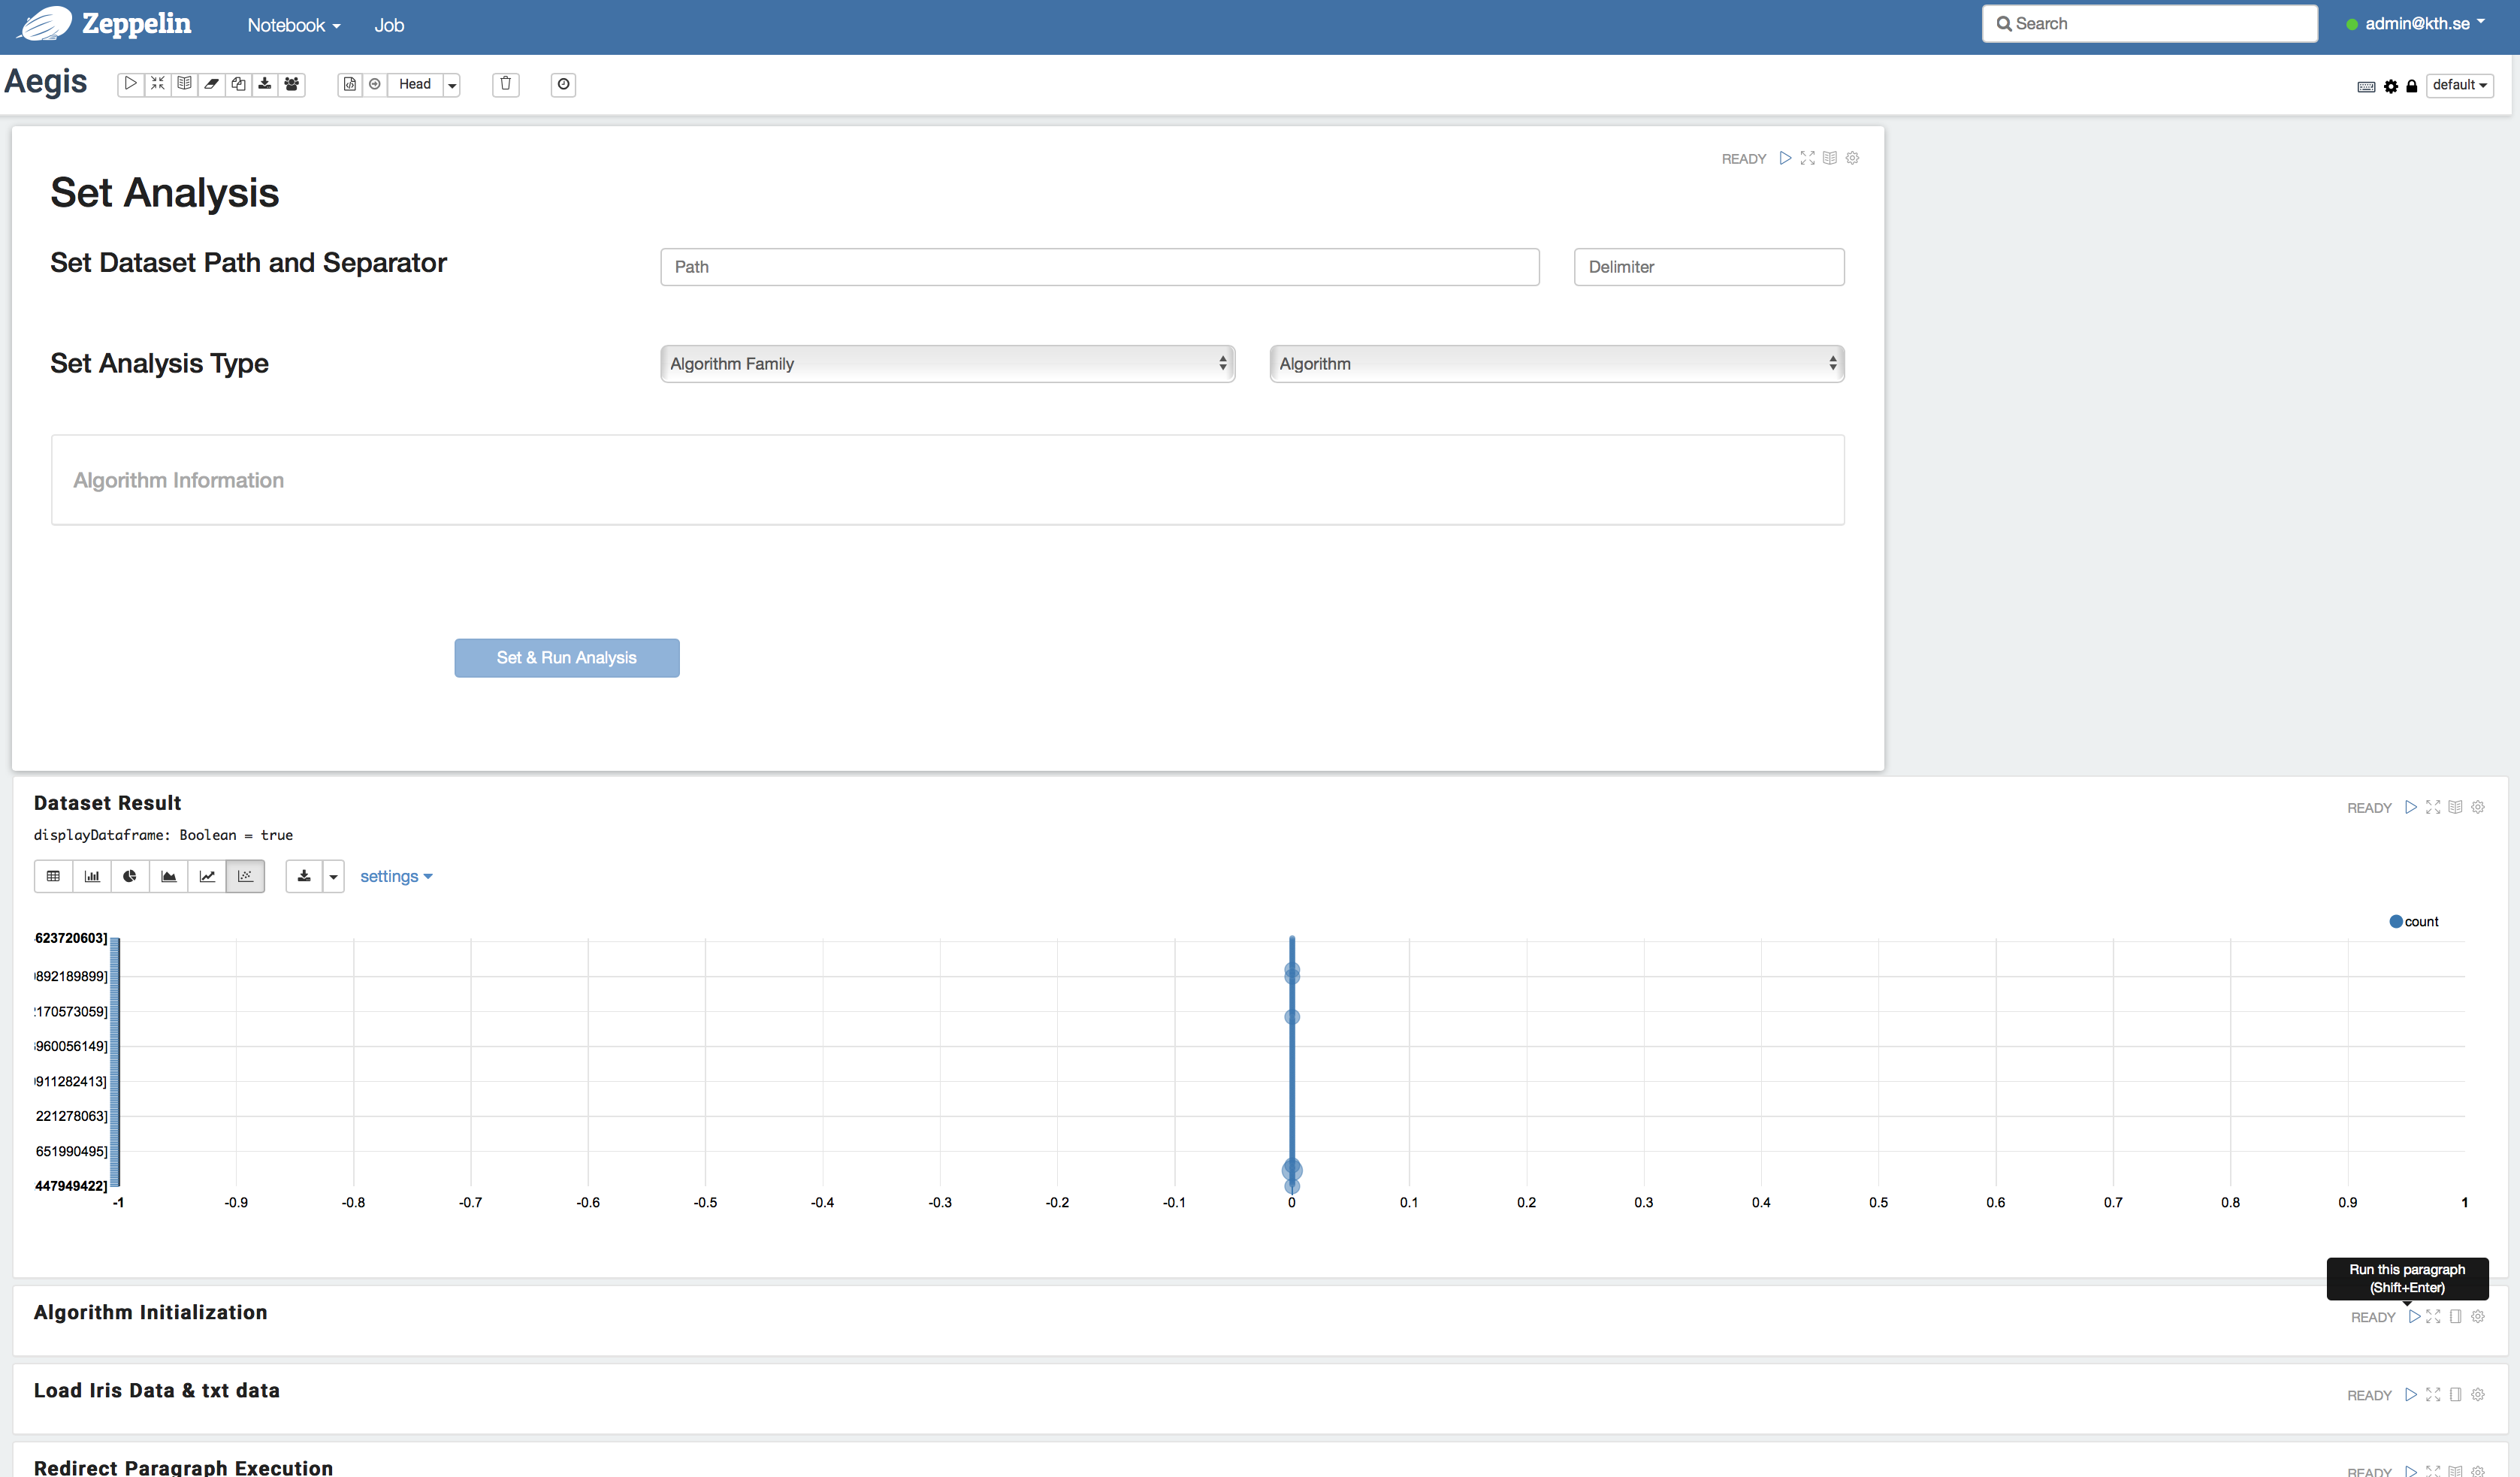 Zeppelin Notebook Job Search admin@kth.se
Aegis Head default
READY
Set Analysis
Set Dataset Path and Separator Path Delimiter
Set Analysis Type Algorithm Family Algorithm
Algorithm Information
Set & Run Analysis
Dataset Result READY
displayDataframe: Boolean = true
settings
count
623720603]
892189899]
170573059]
960056149]
911282413]
221278063]
651990495]
447949422]
-1 -0.9 -0.8 -0.7 -0.6 -0.5 -0.4 -0.3 -0.2 -0.1 0 0.1 0.2 0.3 0.4 0.5 0.6 0.7 0.8 0.9 1
Run this paragraph
(Shift+Enter)
Algorithm Initialization READY
Load Iris Data & txt data READY
Redirect Paragraph Execution READY